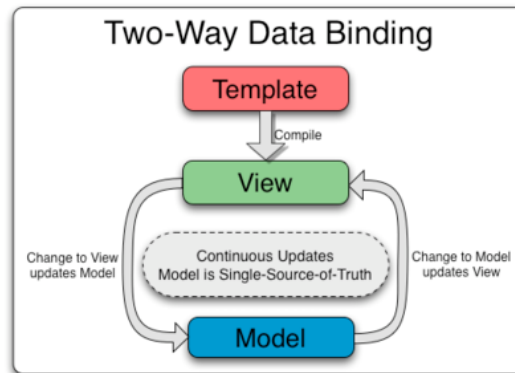 Two-Way Data Binding
Template
Compile
View
Change to View
updates Model
Continuous Updates
Model is Single-Source-of-Truth
Change to Model
updates View
Model